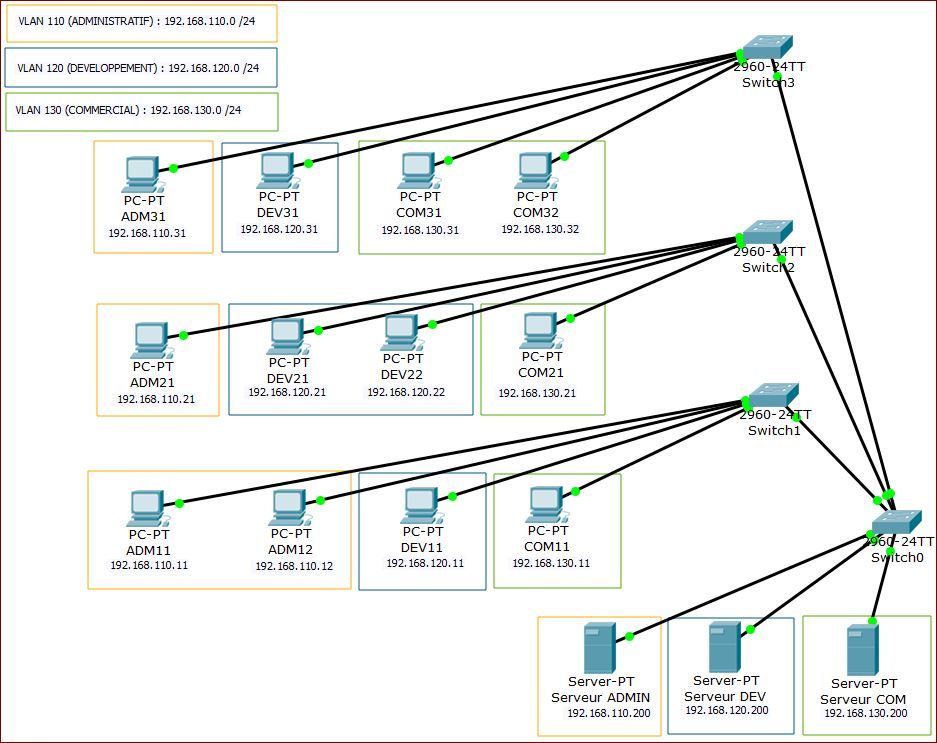 VLAN 110 (ADMINISTRATIF) : 192.168.110.0 /24
VLAN 120 (DEVELOPPEMENT) : 192.168.120.0 /24
VLAN 130 (COMMERCIAL) : 192.168.130.0 /24
2960-24TT
Switch3
PC-PT
ADM31
192.168.110.31
PC-PT
DEV31
192.168.120.31
PC-PT
COM31
192.168.130.31
PC-PT
COM32
192.168.130.32
2960-24TT
Switch2
PC-PT
ADM21
192.168.110.21
PC-PT
DEV21
192.168.120.21
PC-PT
DEV22
192.168.120.22
PC-PT
COM21
192.168.130.21
2960-24TT
Switch1
PC-PT
ADM11
192.168.110.11
PC-PT
ADM12
192.168.110.12
PC-PT
DEV11
192.168.120.11
PC-PT
COM11
192.168.130.11
2960-24TT
Switch0
Server-PT
Serveur ADMIN
192.168.110.200
Server-PT
Serveur DEV
192.168.120.200
Server-PT
Serveur COM
192.168.130.200